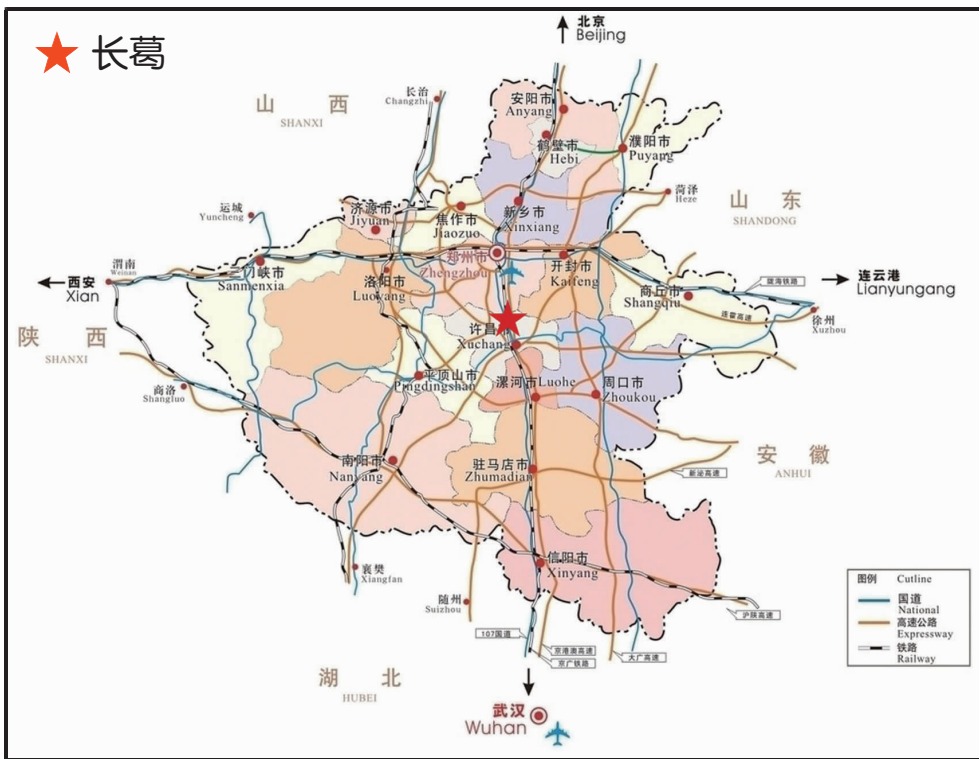 长葛
北京
Beijing
山 西
SHANXI
长治
Changzhi
安阳市
Anyang
鹤壁市
Hebi
濮阳市
Puyang
菏泽
Heze
山 东
SHANDONG
运城
Yuncheng
济源市
Jiyuan
焦作市
Jiaozuo
新乡市
Xinxiang
郑州市
Zhengzhou
开封市
Kaifeng
渭南
Weinan
西安
Xian
三门峡市
Sanmenxia
洛阳市
Luoyang
商丘市
Shangqiu
陇海铁路
连云港
Lianyungang
连霍高速
徐州
Xuzhou
陕 西
SHANXI
许昌市
Xuchang
商洛
Shangluo
平顶山市
Pingdingshan
漯河市Luohe
周口市
Zhoukou
安 徽
ANHUI
南阳市
Nanyang
驻马店市
Zhumadian
新泌高速
襄樊
Xiangfan
信阳市
Xinyang
随州
Suizhou
沪陕高速
107国道
京港澳高速
京广铁路
大广高速
湖 北
HUBEI
武汉
Wuhan
图例 Cutline
国道
National
高速公路
Expressway
铁路
Railway